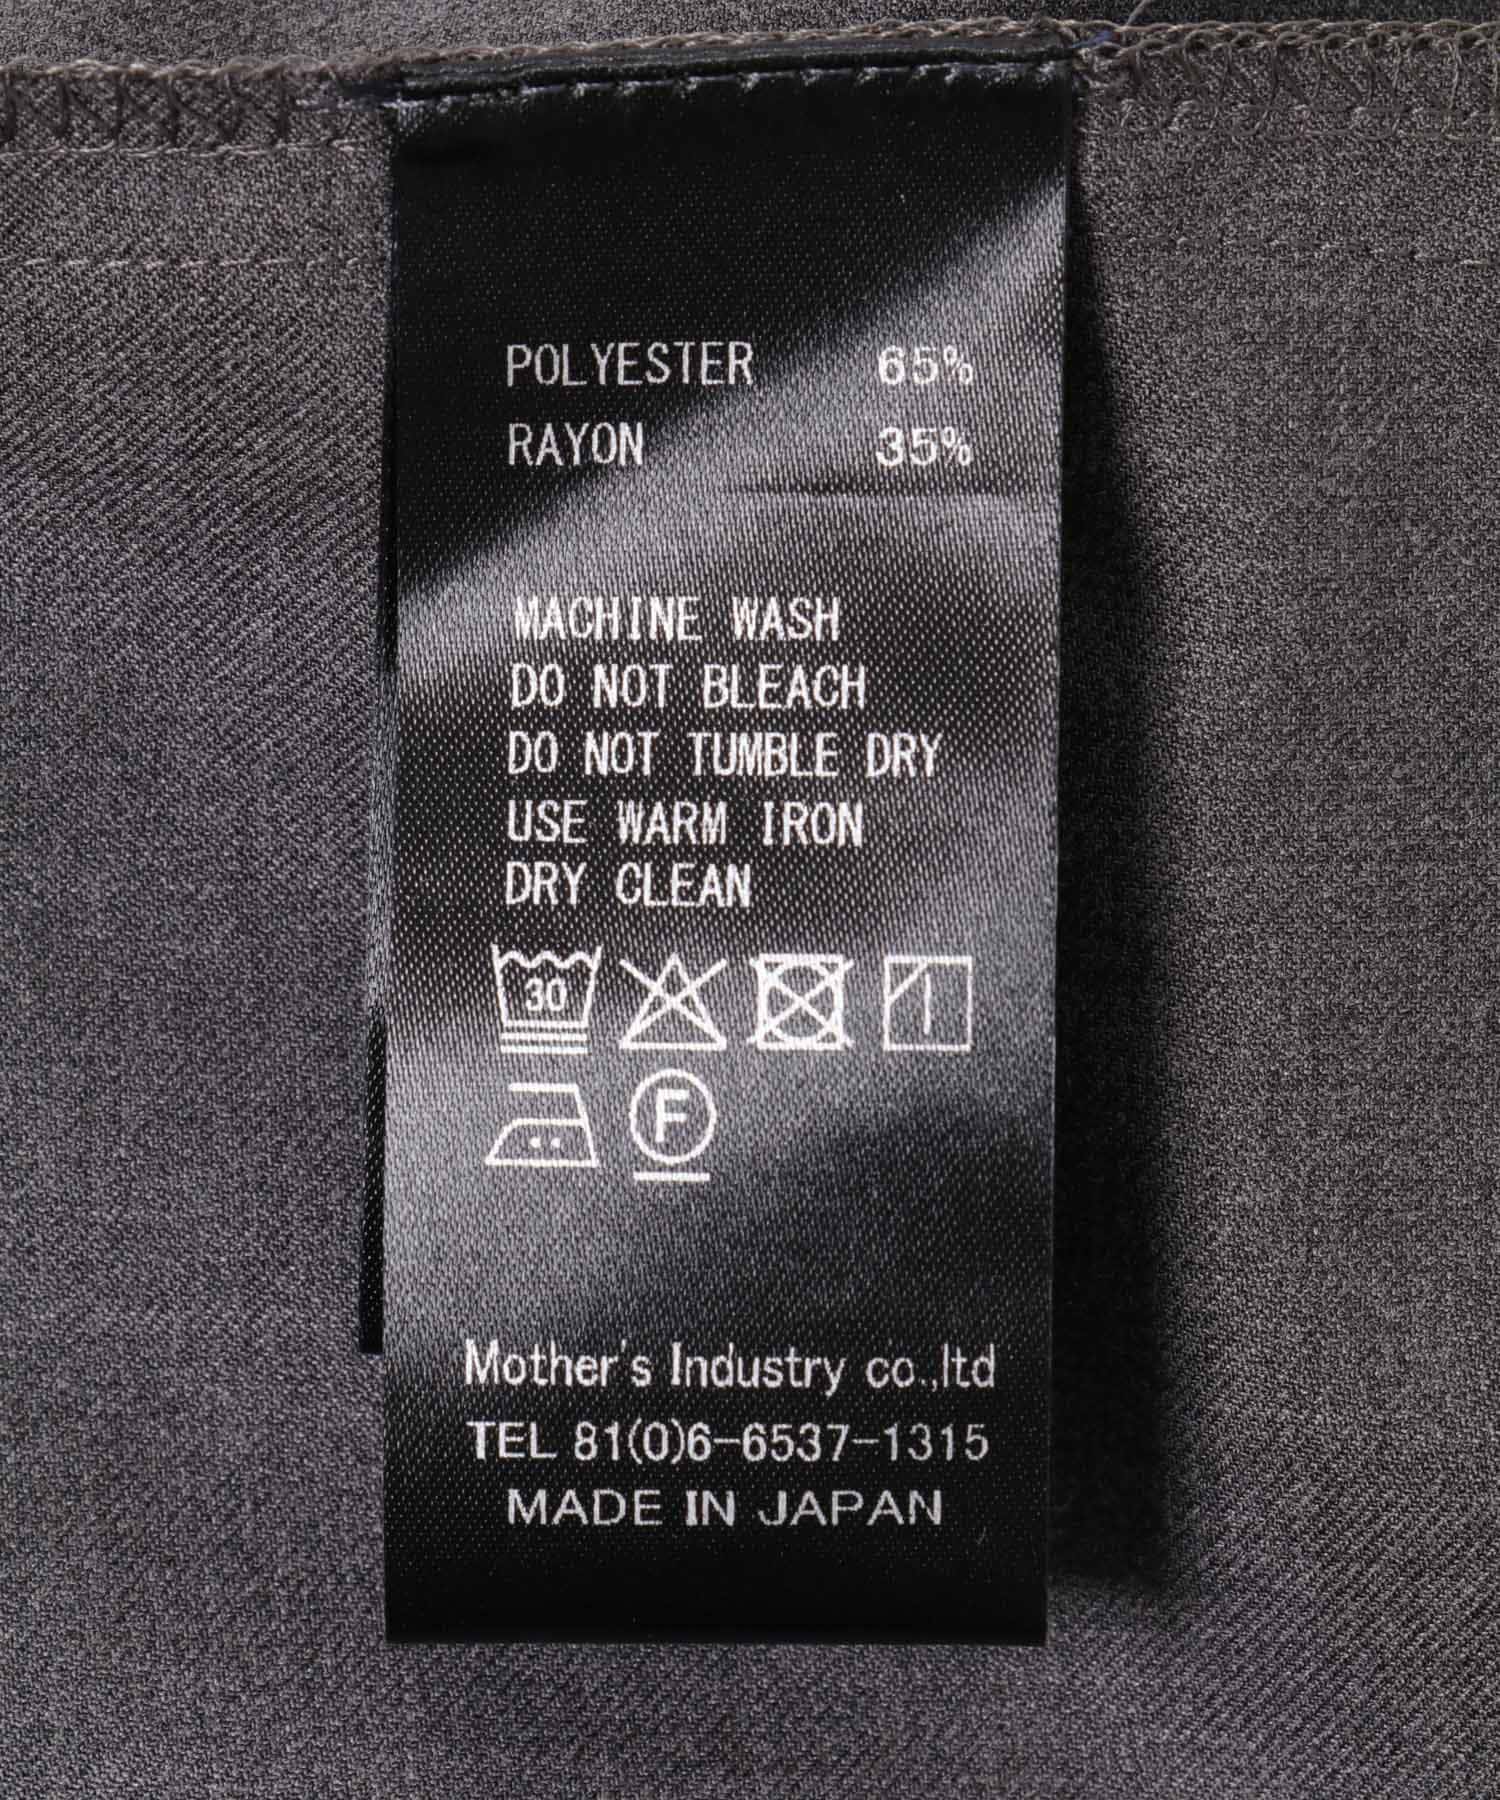 POLYESTER 65%
RAYON 35%
MACHINE WASH
DO NOT BLEACH
DO NOT TUMBLE DRY
USE WARM IRON
DRY CLEAN
30
F
Mother's Industry co.,ltd
TEL 81(0)6-6537-1315
MADE IN JAPAN